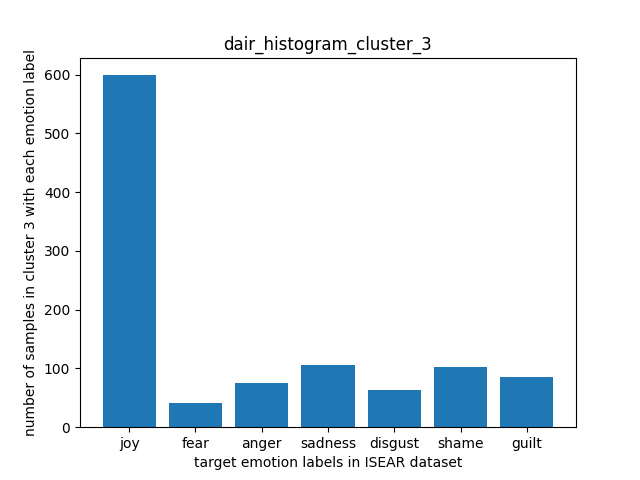 dair_histogram_cluster_3
number of samples in cluster 3 with each emotion label
600
500
400
300
200
100
0
joy fear anger sadness disgust shame guilt
target emotion labels in ISEAR dataset